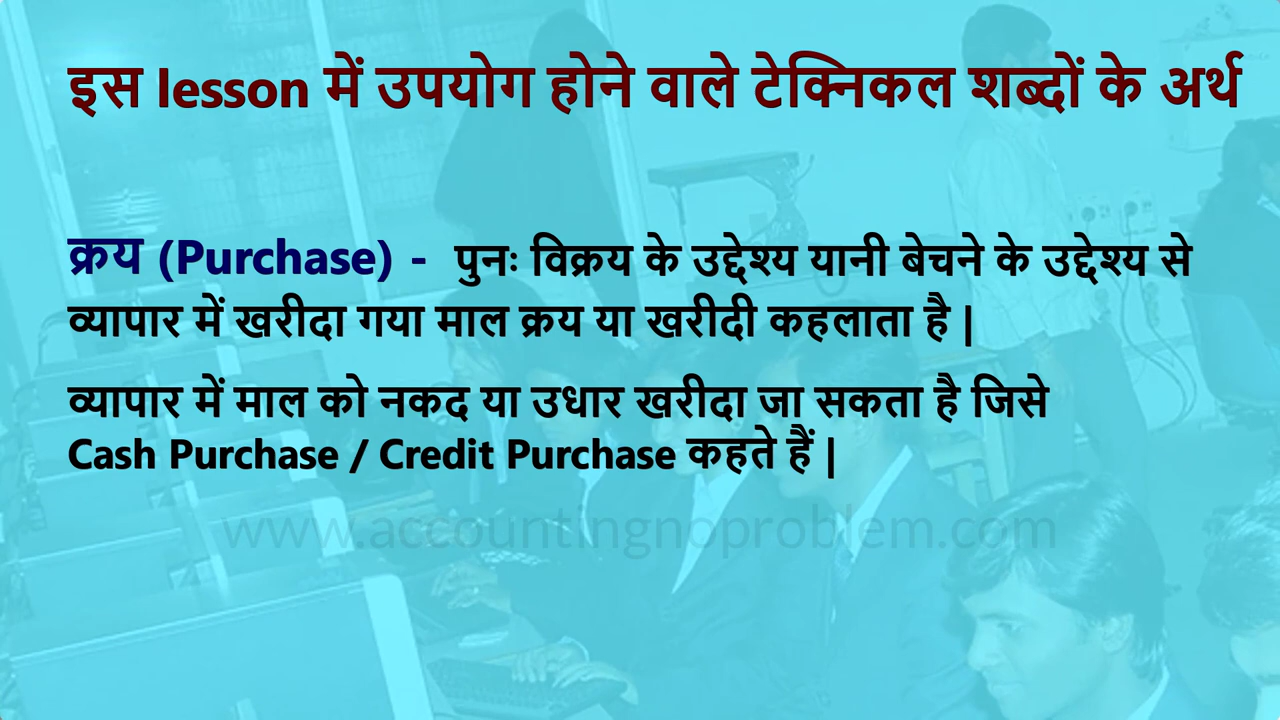 इस lesson में उपयोग होने वाले टेक्निकल शब्दों के अर्थ
क्रय (Purchase) - पुनः विक्रय के उद्देश्य यानी बेचने के उद्देश्य से
व्यापार में खरीदा गया माल क्रय या खरीदी कहलाता है |
व्यापार में माल को नकद या उधार खरीदा जा सकता है जिसे
Cash Purchase / Credit Purchase कहते हैं |
www.accountingnoproblem.com